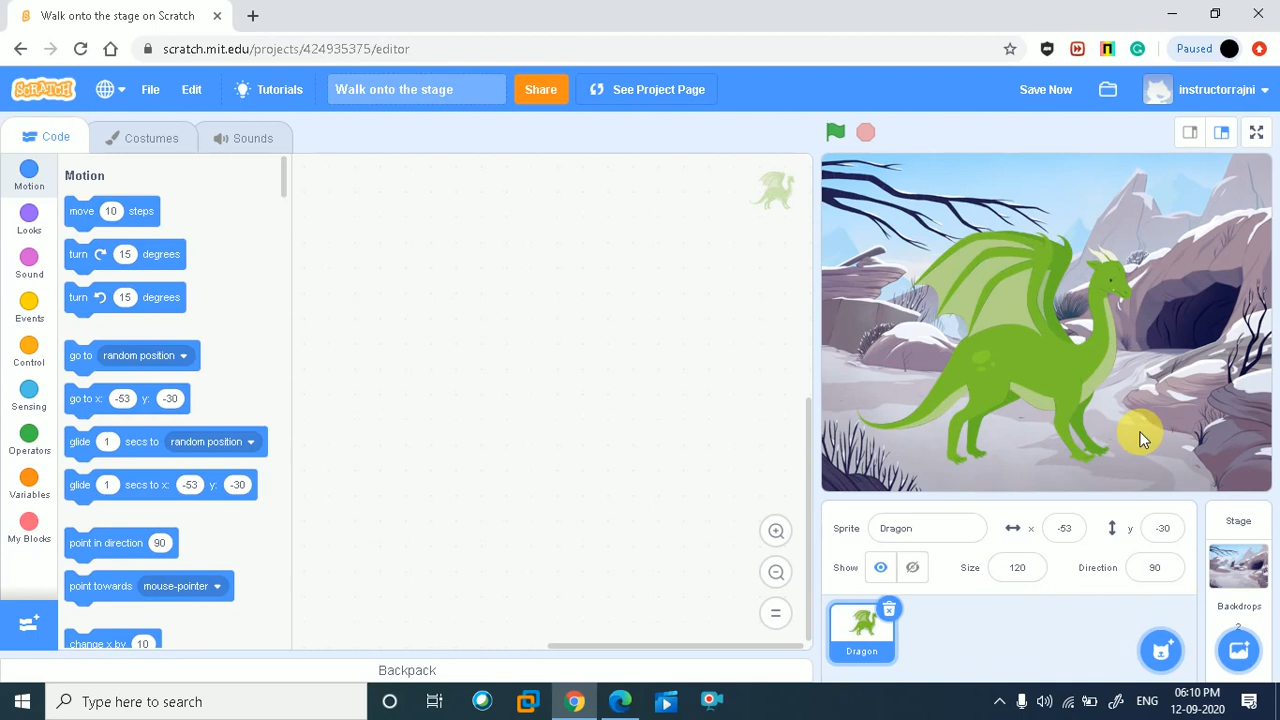 Walk onto the stage on Scratch
scratch.mit.edu/projects/424935375/editor
Paused
SCRATCH
File
Edit
Tutorials
Walk onto the stage
Share
See Project Page
Save Now
instructorrajni
Code
Costumes
Sounds
Motion
Looks
Sound
Events
Control
Sensing
Operators
Variables
My Blocks
Motion
move 10 steps
turn 15 degrees
turn 15 degrees
go to random position
go to x: -53 y: -30
glide 1 secs to random position
glide 1 secs to x: -53 y: -30
point in direction 90
point towards mouse-pointer
change x by 10
Backpack
Sprite Dragon x -53 y -30
Show Size 120 Direction 90
Dragon
Stage
Backdrops
2
Type here to search
ENG
06:10 PM
12-09-2020